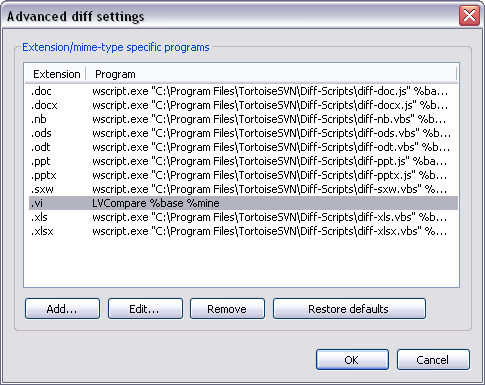 Advanced diff settings
Extension/mime-type specific programs
Extension Program
.doc wscript.exe "C:\Program Files\TortoiseSVN\Diff-Scripts\diff-doc.js" %ba...
.docx wscript.exe "C:\Program Files\TortoiseSVN\Diff-Scripts\diff-docx.js" %b...
.nb wscript.exe "C:\Program Files\TortoiseSVN\Diff-Scripts\diff-nb.vbs" %b...
.ods wscript.exe "C:\Program Files\TortoiseSVN\Diff-Scripts\diff-ods.vbs" %...
.odt wscript.exe "C:\Program Files\TortoiseSVN\Diff-Scripts\diff-odt.vbs" %...
.ppt wscript.exe "C:\Program Files\TortoiseSVN\Diff-Scripts\diff-ppt.js" %ba...
.pptx wscript.exe "C:\Program Files\TortoiseSVN\Diff-Scripts\diff-pptx.js" %b...
.sxw wscript.exe "C:\Program Files\TortoiseSVN\Diff-Scripts\diff-sxw.vbs" %...
.vi LVCompare %base %mine
.xls wscript.exe "C:\Program Files\TortoiseSVN\Diff-Scripts\diff-xls.vbs" %b...
.xlsx wscript.exe "C:\Program Files\TortoiseSVN\Diff-Scripts\diff-xlsx.vbs" %...
Add... Edit... Remove Restore defaults
OK Cancel